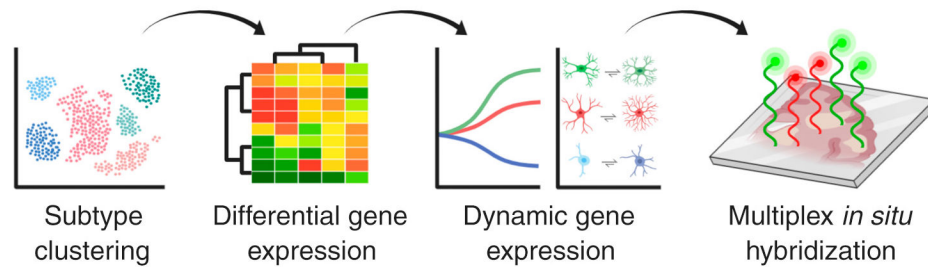 Subtype
clustering
Differential gene
expression
Dynamic gene
expression
Multiplex in situ
hybridization